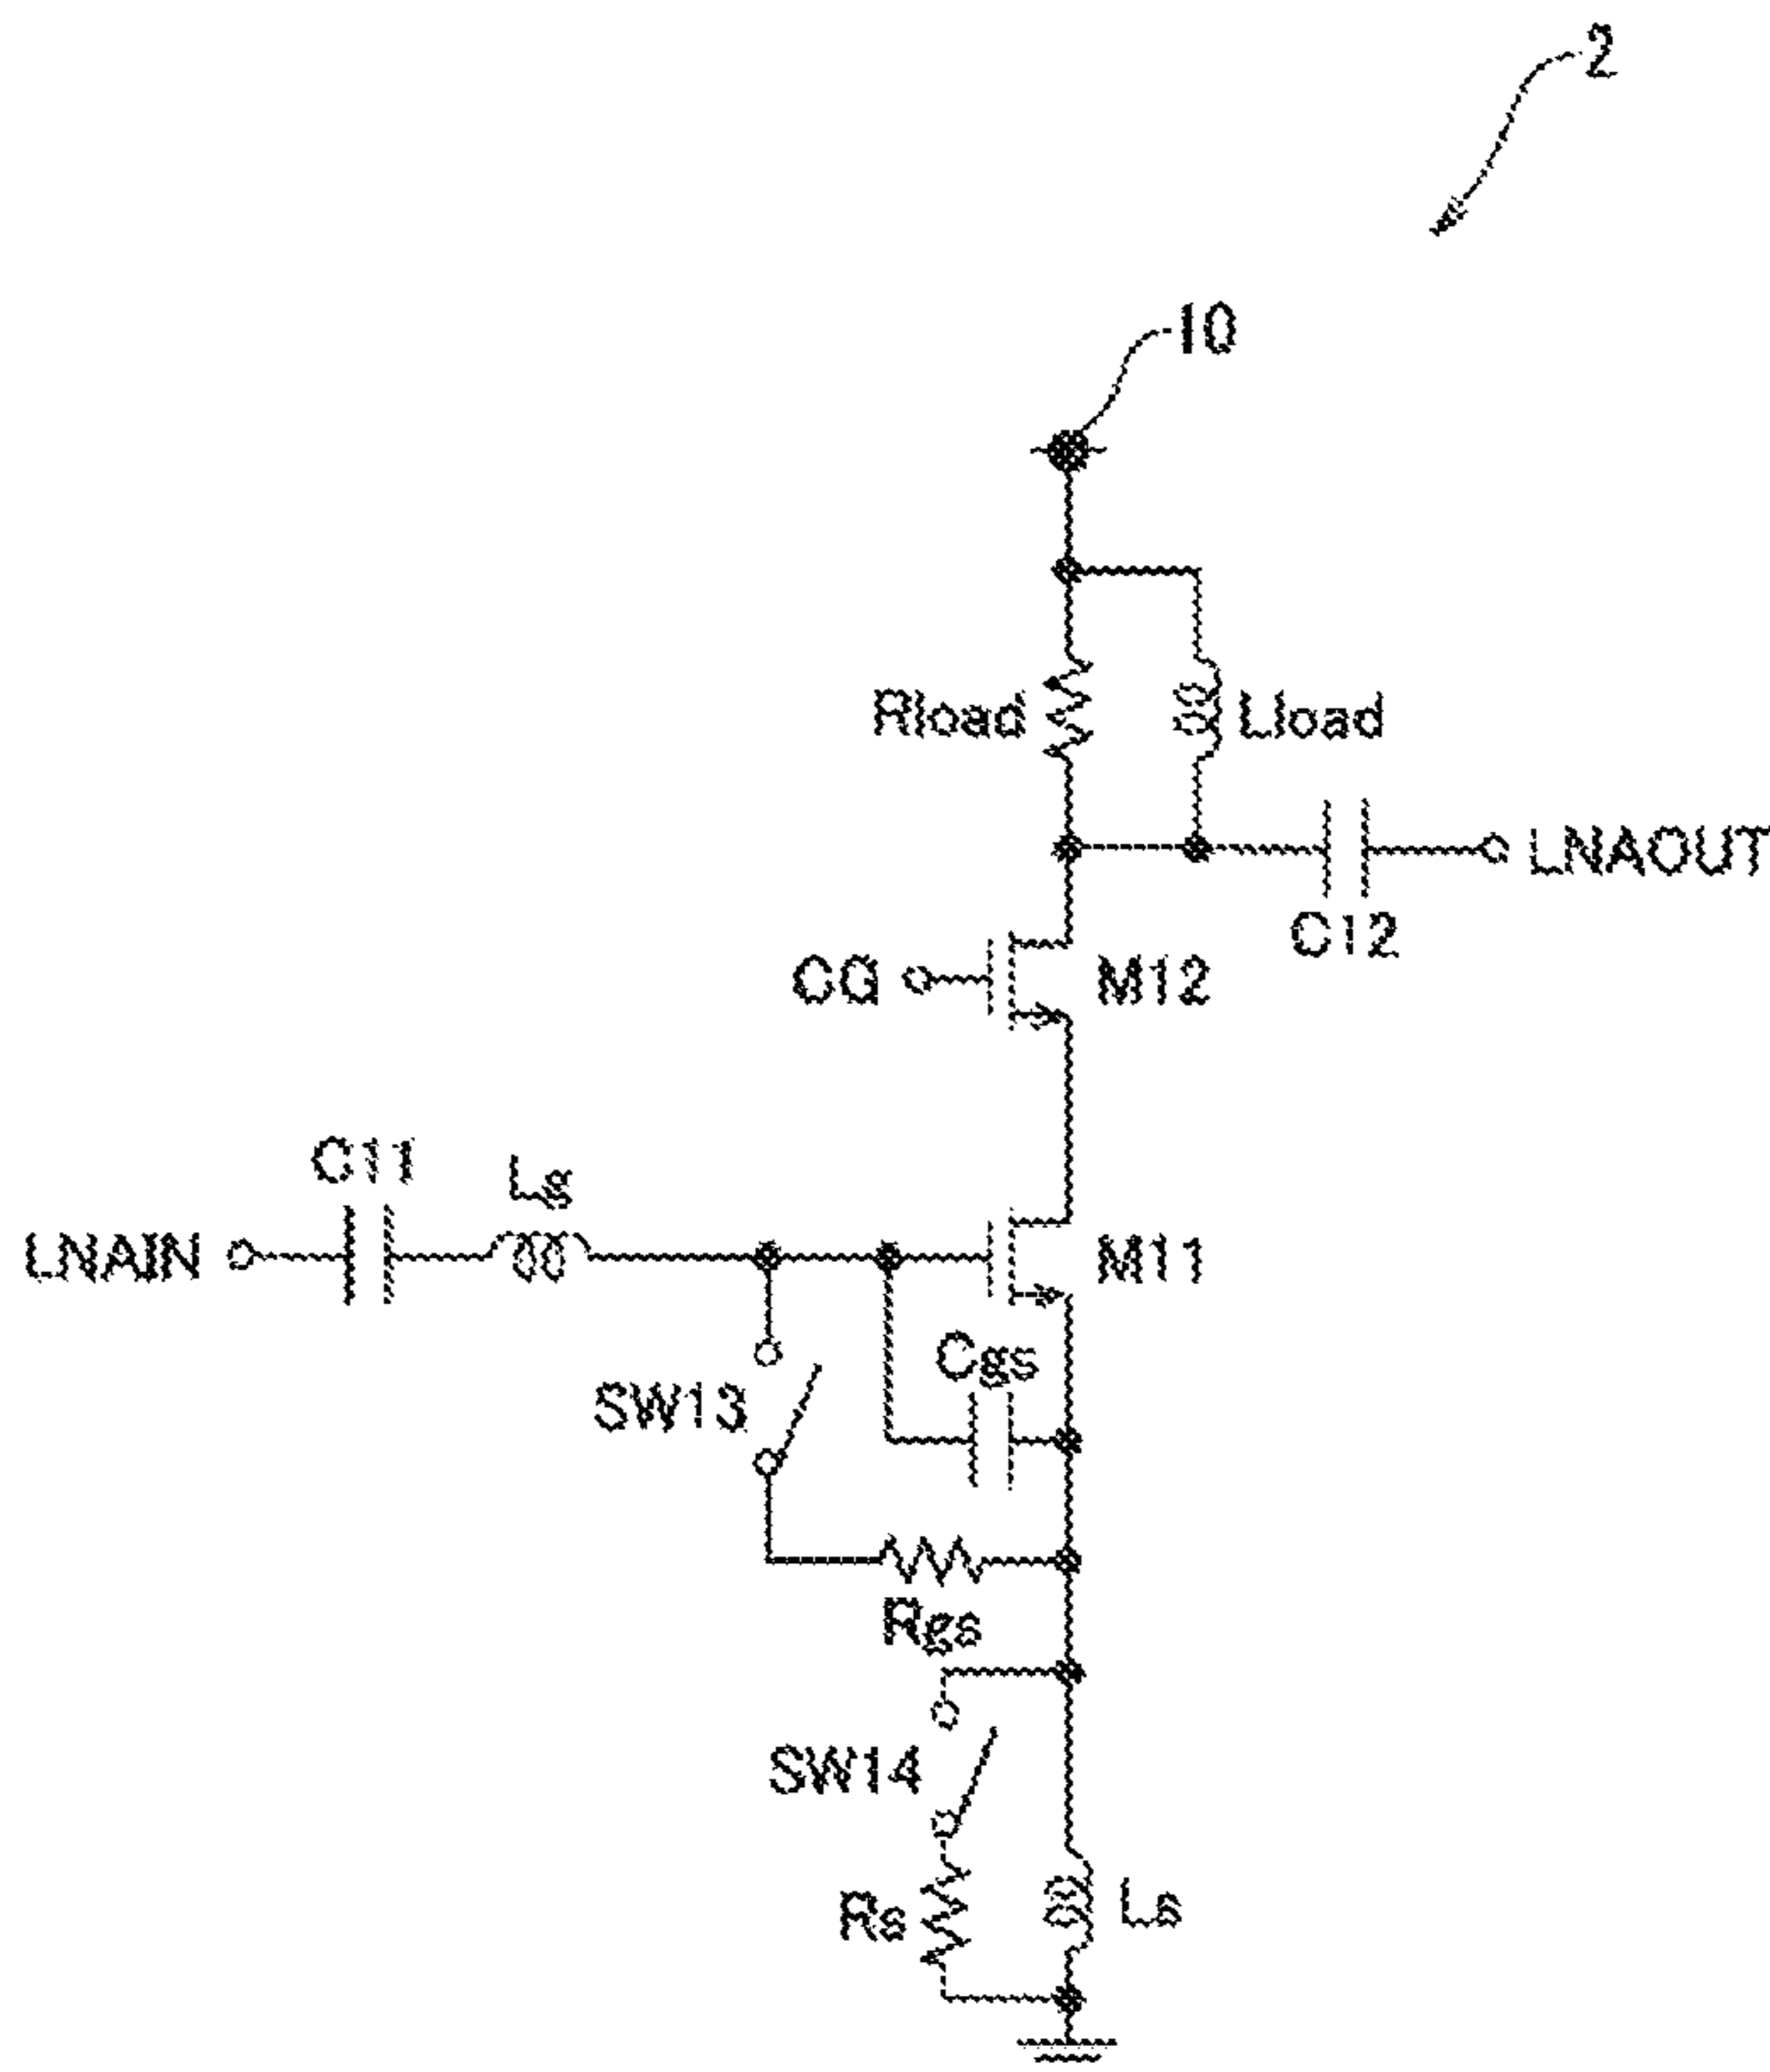 2
10
Rload
Lload
LNAOUT
C12
CG
M12
C11
Lg
LNAIN
M11
Cgs
SW13
Rgs
SW14
Rs
Ls